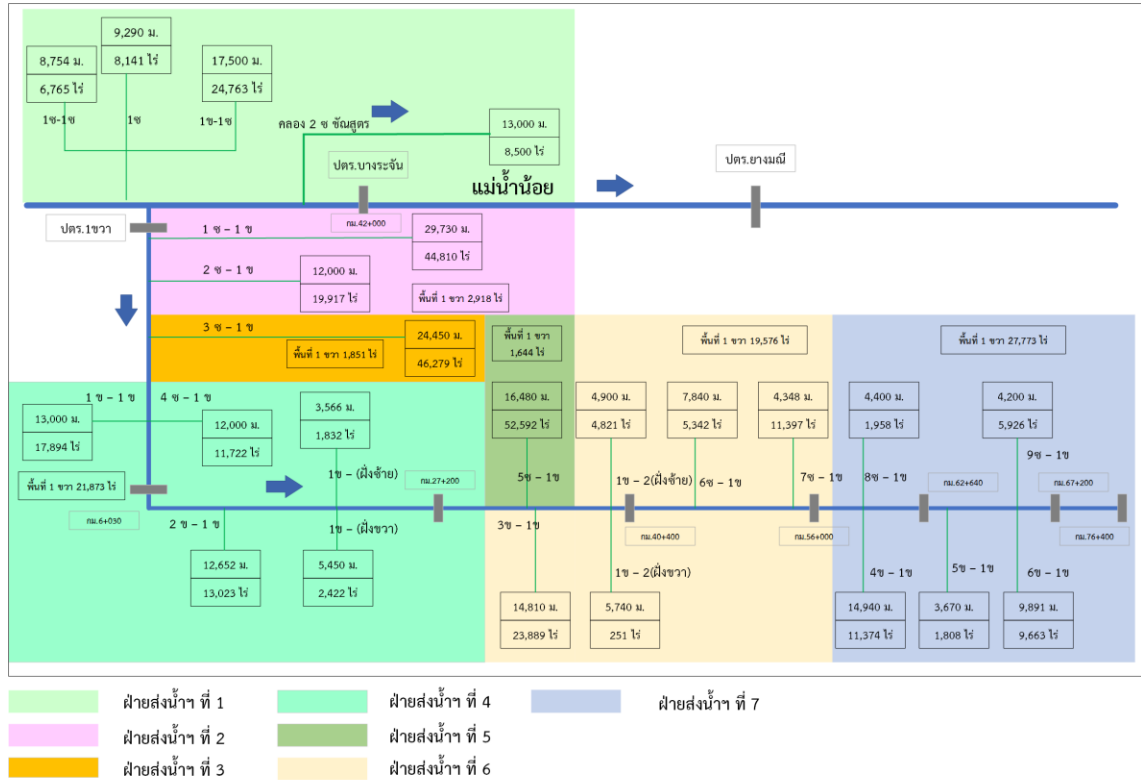 9,290 ม.
8,141 ไร่
8,754 ม.
6,765 ไร่
17,500 ม.
24,763 ไร่
1ซ-1ซ
1ซ
1ข-1ซ
คลอง 2 ซ ชัณสูตร
13,000 ม.
8,500 ไร่
ปตร.บางระจัน
ปตร.ยางมณี
แม่น้ำน้อย
ปตร.1ขวา
กม.42+000
1 ซ – 1 ข
29,730 ม.
44,810 ไร่
2 ซ – 1 ข
12,000 ม.
19,917 ไร่
พื้นที่ 1 ขวา 2,918 ไร่
3 ซ – 1 ข
พื้นที่ 1 ขวา 1,851 ไร่
24,450 ม.
46,279 ไร่
พื้นที่ 1 ขวา
1,644 ไร่
พื้นที่ 1 ขวา 19,576 ไร่
พื้นที่ 1 ขวา 27,773 ไร่
1 ข – 1 ข
4 ซ – 1 ข
13,000 ม.
17,894 ไร่
12,000 ม.
11,722 ไร่
3,566 ม.
1,832 ไร่
16,480 ม.
52,592 ไร่
4,900 ม.
4,821 ไร่
7,840 ม.
5,342 ไร่
4,348 ม.
11,397 ไร่
4,400 ม.
1,958 ไร่
4,200 ม.
5,926 ไร่
พื้นที่ 1 ขวา 21,873 ไร่
1ข – (ฝั่งซ้าย)
กม.27+200
5ซ – 1ข
1ข – 2(ฝั่งซ้าย)
6ซ – 1ข
7ซ – 1ข
8ซ – 1ข
กม.62+640
9ซ – 1ข
กม.67+200
กม.6+030
2 ข – 1 ข
1ข – (ฝั่งขวา)
3ข – 1ข
กม.40+400
กม.56+000
กม.76+400
1ข – 2(ฝั่งขวา)
4ข – 1ข
5ข – 1ข
6ข – 1ข
12,652 ม.
13,023 ไร่
5,450 ม.
2,422 ไร่
14,810 ม.
23,889 ไร่
5,740 ม.
251 ไร่
14,940 ม.
11,374 ไร่
3,670 ม.
1,808 ไร่
9,891 ม.
9,663 ไร่
ฝ่ายส่งน้ำฯ ที่ 1
ฝ่ายส่งน้ำฯ ที่ 4
ฝ่ายส่งน้ำฯ ที่ 7
ฝ่ายส่งน้ำฯ ที่ 2
ฝ่ายส่งน้ำฯ ที่ 5
ฝ่ายส่งน้ำฯ ที่ 3
ฝ่ายส่งน้ำฯ ที่ 6